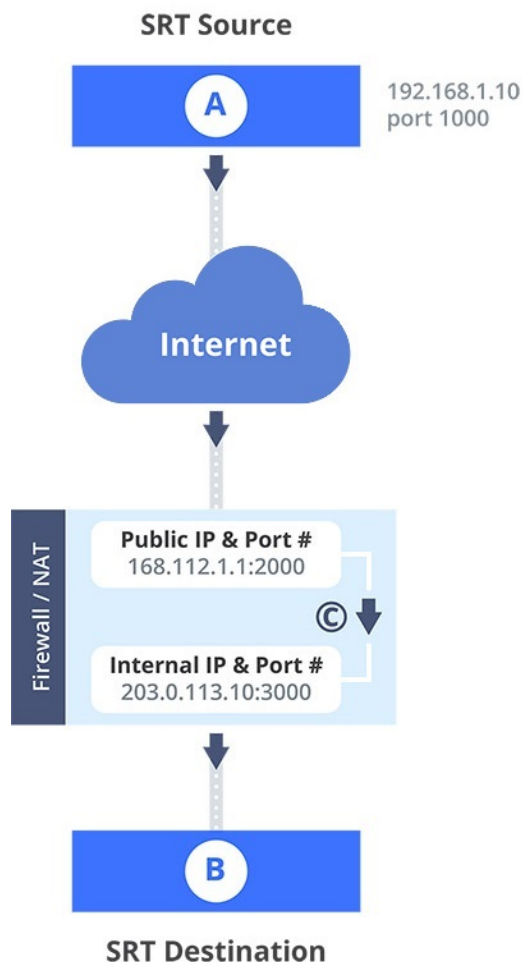 SRT Source
A
192.168.1.10
port 1000
Internet
Firewall / NAT
Public IP & Port #
168.112.1.1:2000
©
Internal IP & Port #
203.0.113.10:3000
B
SRT Destination